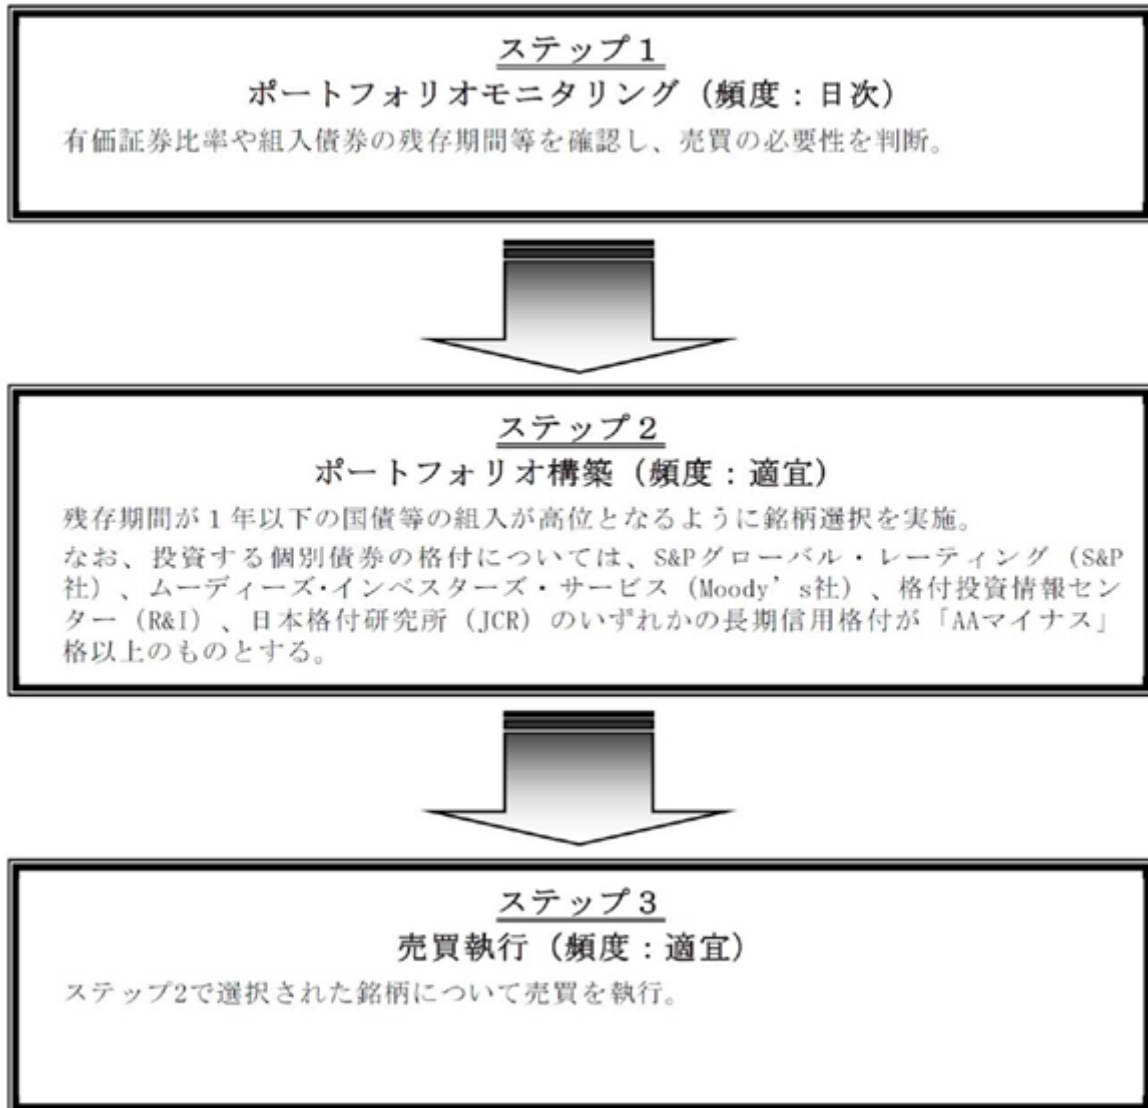 ステップ1
ポートフォリオモニタリング（頻度：日次）
有価証券比率や組入債券の残存期間等を確認し、売買の必要性を判断。
ステップ2
ポートフォリオ構築（頻度：適宜）
残存期間が1年以下の国債等の組入が高位となるように銘柄選択を実施。
なお、投資する個別債券の格付については、S&Pグローバル・レーティング（S&P
社）、ムーディーズ・インベスターズ・サービス（Moody’s社）、格付投資情報セン
ター（R&I）、日本格付研究所（JCR）のいずれかの長期信用格付が「AAマイナス」
格以上のものとする。
ステップ3
売買執行（頻度：適宜）
ステップ2で選択された銘柄について売買を執行。